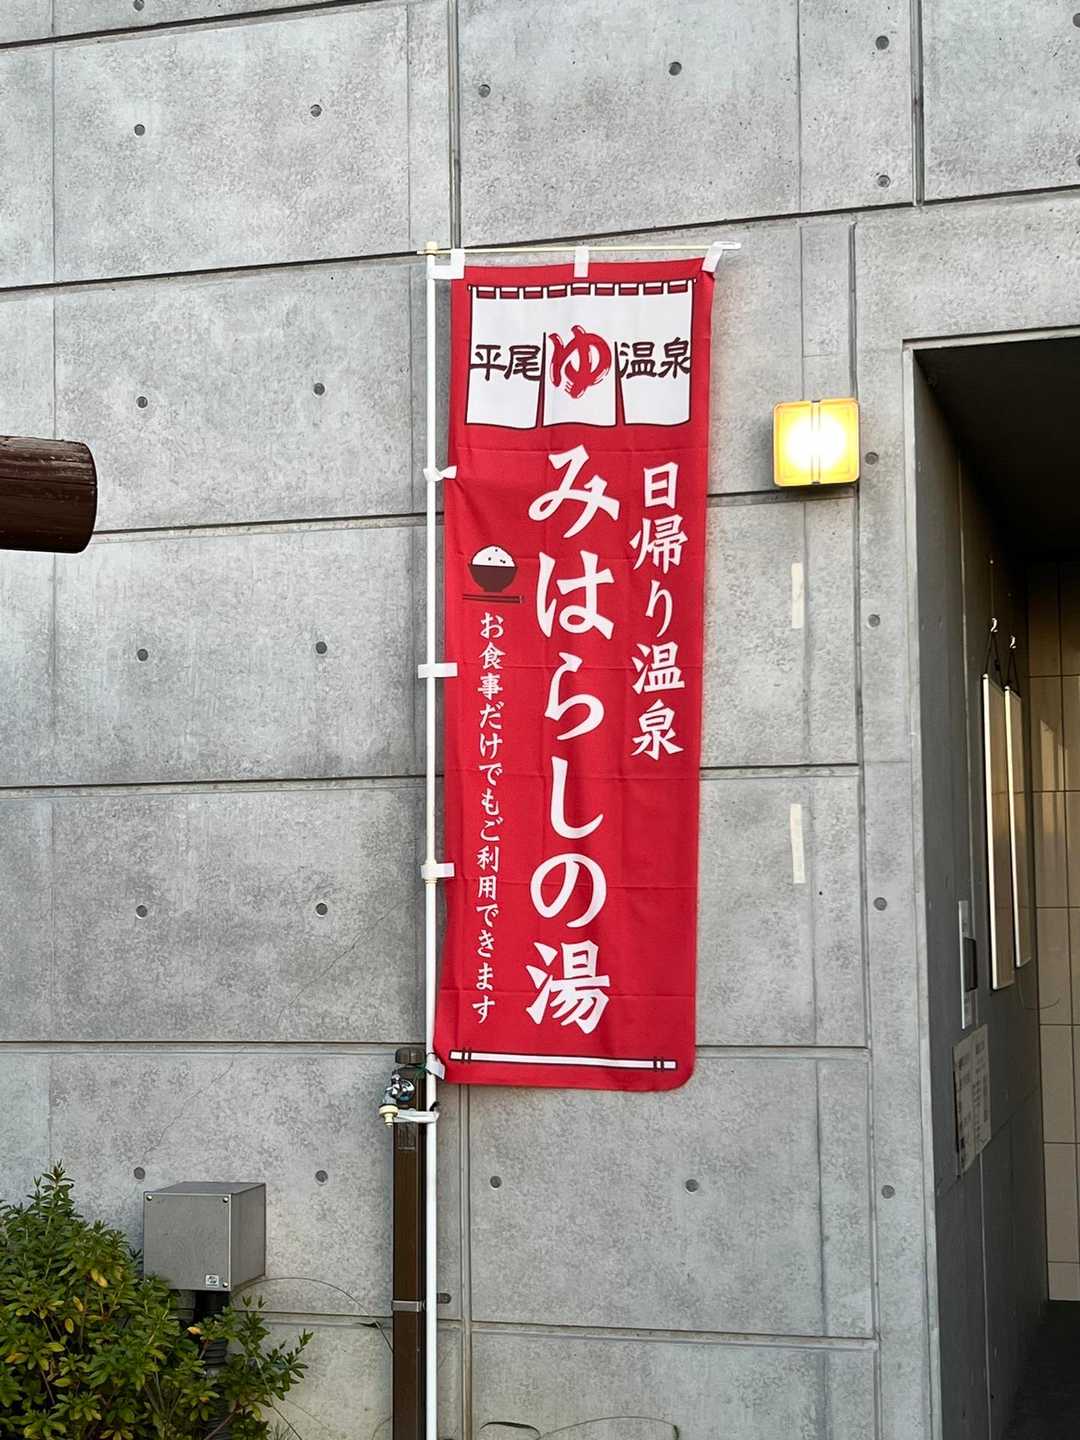 平尾ゆ温泉
日帰り温泉
みはらしの湯
お食事だけでもご利用できます